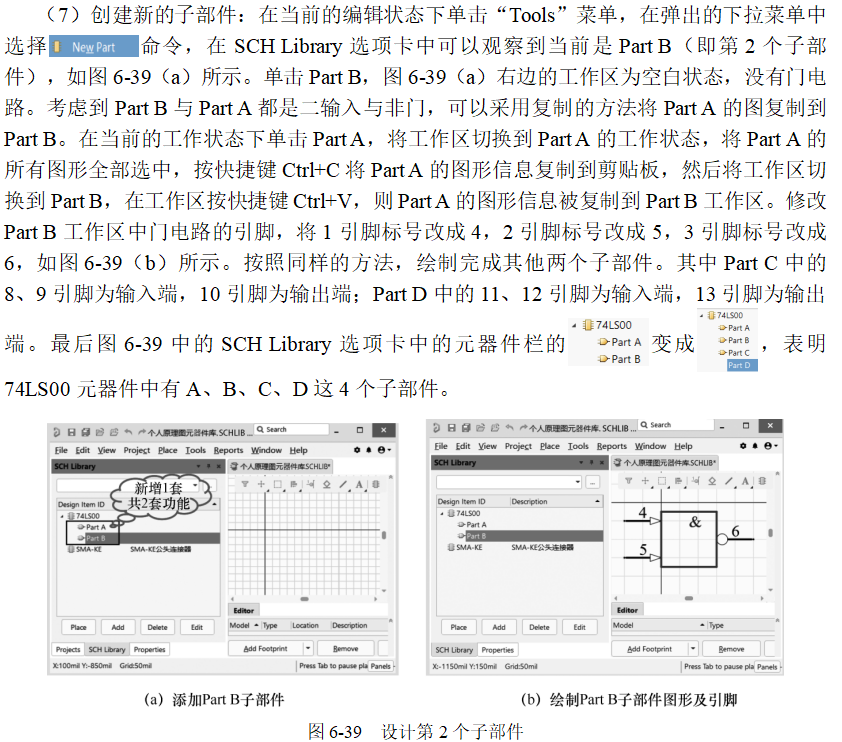 （7）创建新的子部件：在当前的编辑状态下单击“Tools”菜单，在弹出的下拉菜单中
选择 New Part 命令，在 SCH Library 选项卡中可以观察到当前是 Part B（即第 2 个子部
件），如图 6-39（a）所示。单击 Part B，图 6-39（a）右边的工作区为空白状态，没有门电
路。考虑到 Part B 与 Part A 都是二输入与非门，可以采用复制的方法将 Part A 的图复制到
Part B。在当前的工作状态下单击 Part A，将工作区切换到 Part A 的工作状态，将 Part A 的
所有图形全部选中，按快捷键 Ctrl+C 将 Part A 的图形信息复制到剪贴板，然后将工作区切
换到 Part B，在工作区按快捷键 Ctrl+V，则 Part A 的图形信息被复制到 Part B 工作区。修改
Part B 工作区中门电路的引脚，将 1 引脚标号改成 4，2 引脚标号改成 5，3 引脚标号改成
6，如图 6-39（b）所示。按照同样的方法，绘制完成其他两个子部件。其中 Part C 中的
8、9 引脚为输入端，10 引脚为输出端；Part D 中的 11、12 引脚为输入端，13 引脚为输出
端。最后图 6-39 中的 SCH Library 选项卡中的元器件栏的 74LS00 Part A Part B 变成 74LS00 Part A Part B Part C Part D ，表明
74LS00 元器件中有 A、B、C、D 这 4 个子部件。
个人原理图元器件库.SCHLIB... Search
File Edit View Project Place Tools Reports Window Help
SCH Library
个人原理图元器件库.SCHLIB*
新增1套
共2套功能
Design Item ID
74LS00
Part A
Part B
SMA-KE SMA-KE公头连接器
Place Add Delete Edit
Editor
Model Type Location Description
Add Footprint Remove
Projects SCH Library Properties
X:100mil Y:-850mil Grid:50mil Press Tab to pause pla Panels
个人原理图元器件库.SCHLIB... Search
File Edit View Project Place Tools Reports Window Help
SCH Library
个人原理图元器件库.SCHLIB*
Design Item ID Description
74LS00
Part A
Part B
SMA-KE SMA-KE公头连接器
4
&
6
5
Place Add Delete Edit
Editor
Model Type
Add Footprint Remove
SCH Library Properties
X:-1150mil Y:150mil Grid:50mil Press Tab to pause pla Panels
（a）添加Part B子部件
（b）绘制Part B子部件图形及引脚
图 6-39 设计第 2 个子部件